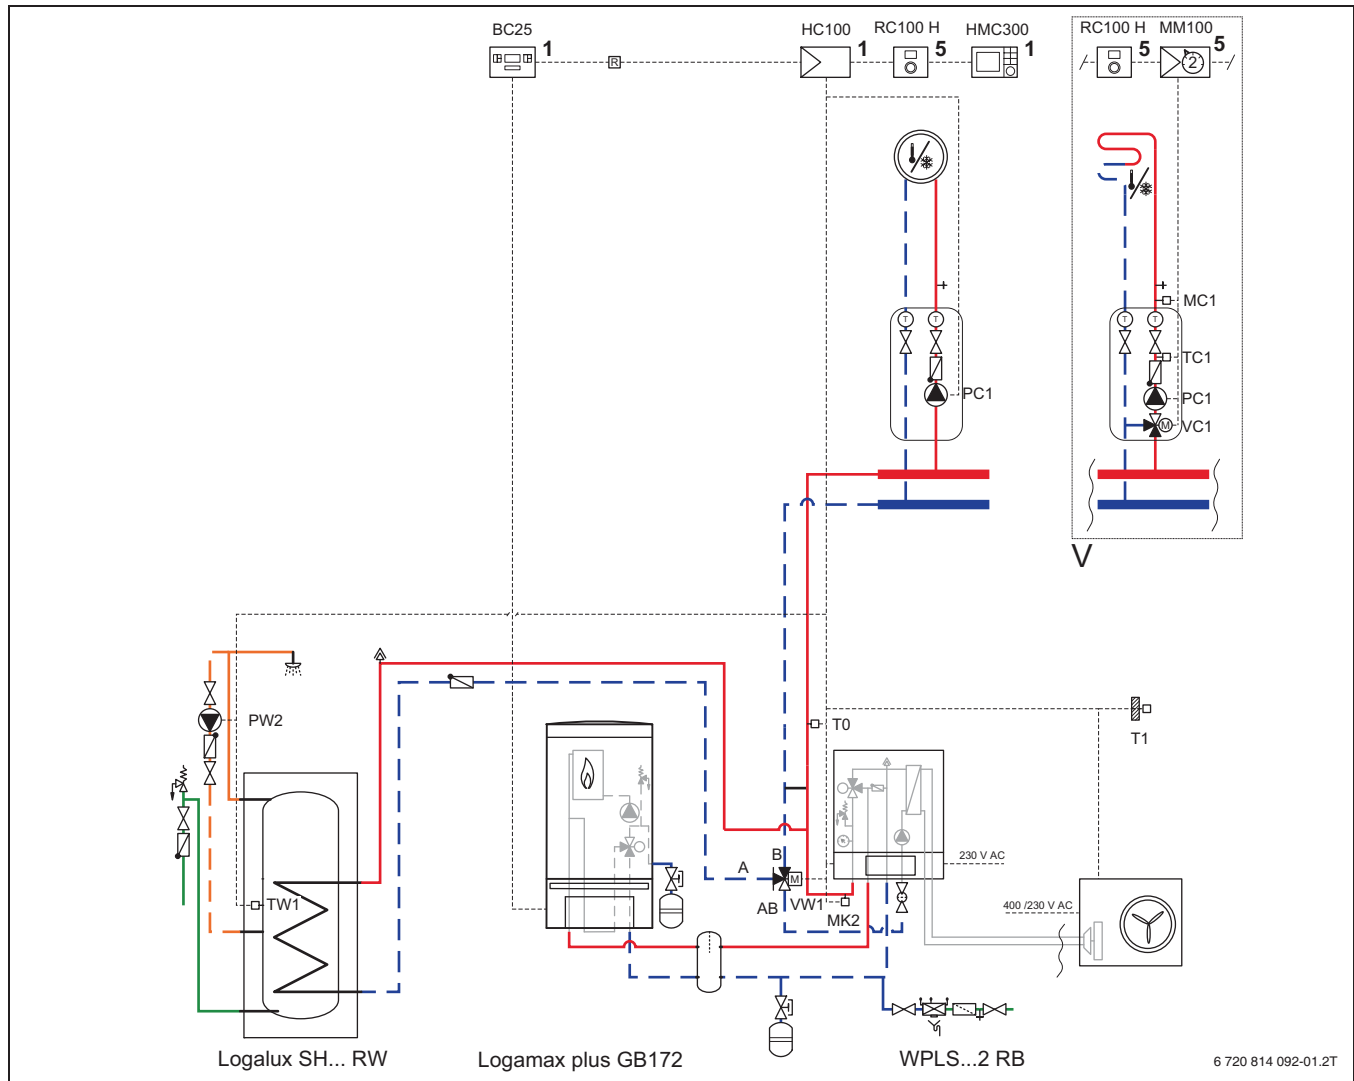 BC25
1
HC100
1
RC100 H
5
HMC300
1
RC100 H
5
MM100
5
R
2
MC1
T
T
T
T
TC1
PC1
PC1
M
VC1
V
PW2
T0
T1
B
A
M
230 V AC
TW1
AB
VW1
MK2
400 /230 V AC
Logalux SH... RW
Logamax plus GB172
WPLS...2 RB
6 720 814 092-01.2T